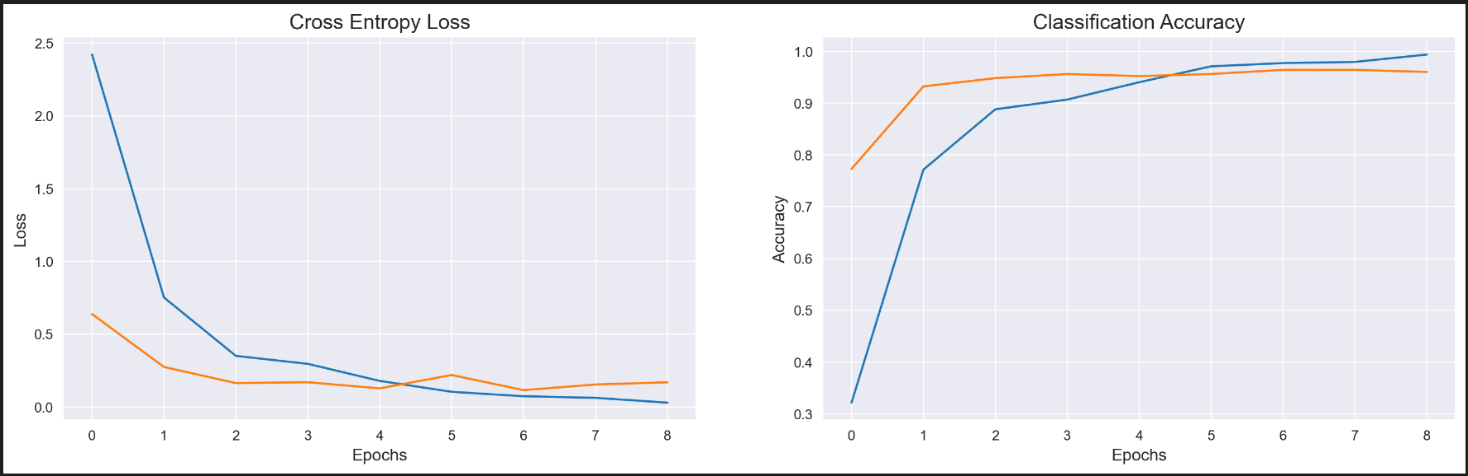 Cross Entropy Loss
2.5
2.0
1.5
1.0
0.5
0.0
Loss
0 1 2 3 4 5 6 7 8
Epochs
Classification Accuracy
1.0
0.9
0.8
0.7
0.6
0.5
0.4
0.3
Accuracy
0 1 2 3 4 5 6 7 8
Epochs